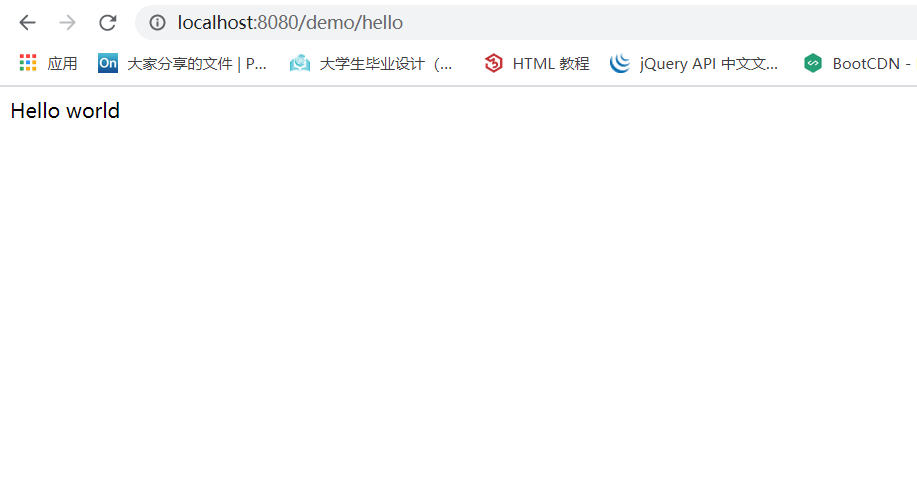 localhost:8080/demo/hello
应用 On 大家分享的文件 | P... 大学生毕业设计（... HTML 教程 jQuery API 中文文... BootCDN -
Hello world